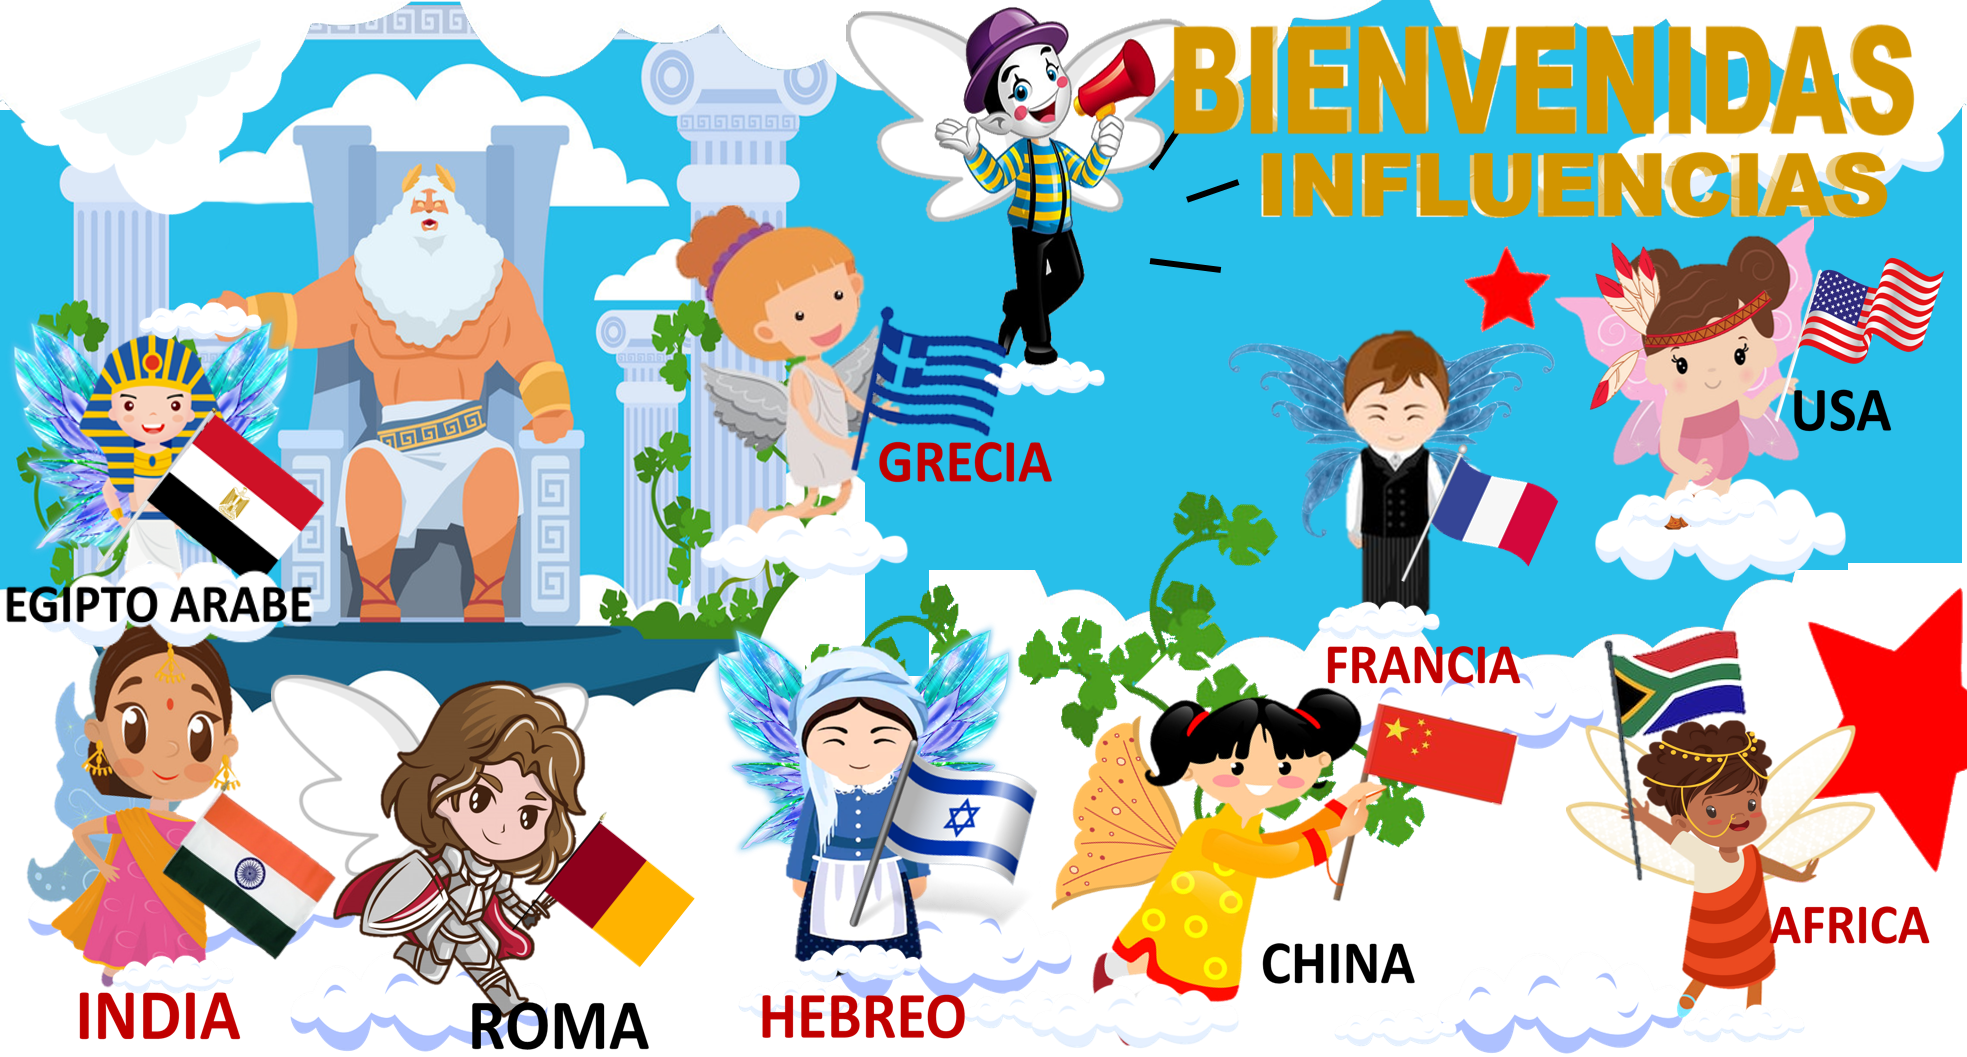 BIENVENIDAS
INFLUENCIAS
USA
GRECIA
EGIPTO ARABE
FRANCIA
AFRICA
CHINA
INDIA
ROMA
HEBREO